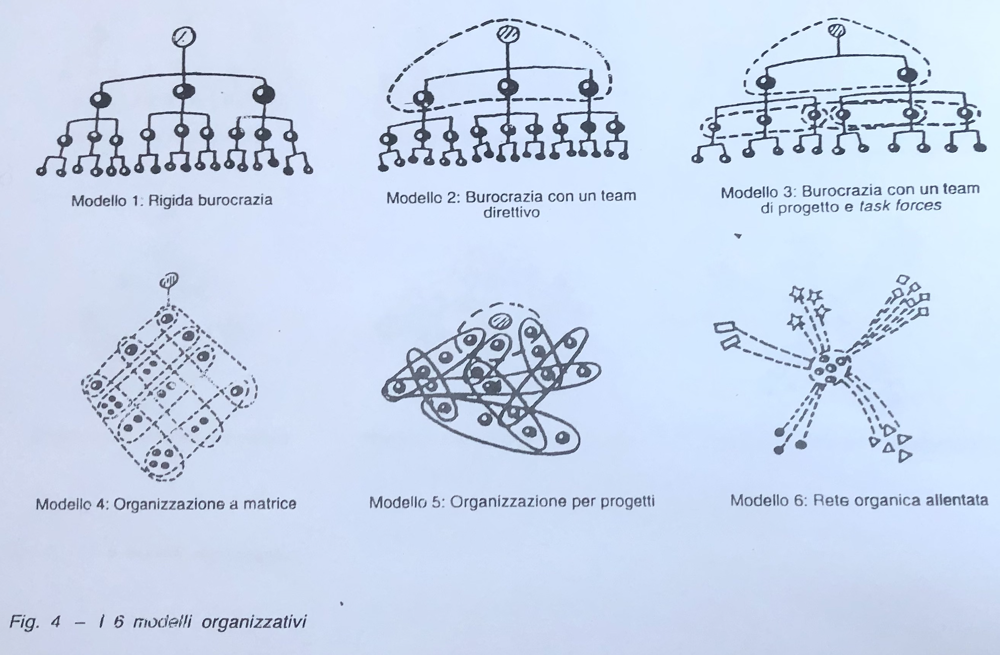 Modello 1: Rigida burocrazia
Modello 2: Burocrazia con un team
direttivo
Modello 3: Burocrazia con un team
di progetto e task forces
Modello 4: Organizzazione a matrice
Modello 5: Organizzazione per progetti
Modello 6: Rete organica allentata
Fig. 4 – I 6 modelli organizzativi